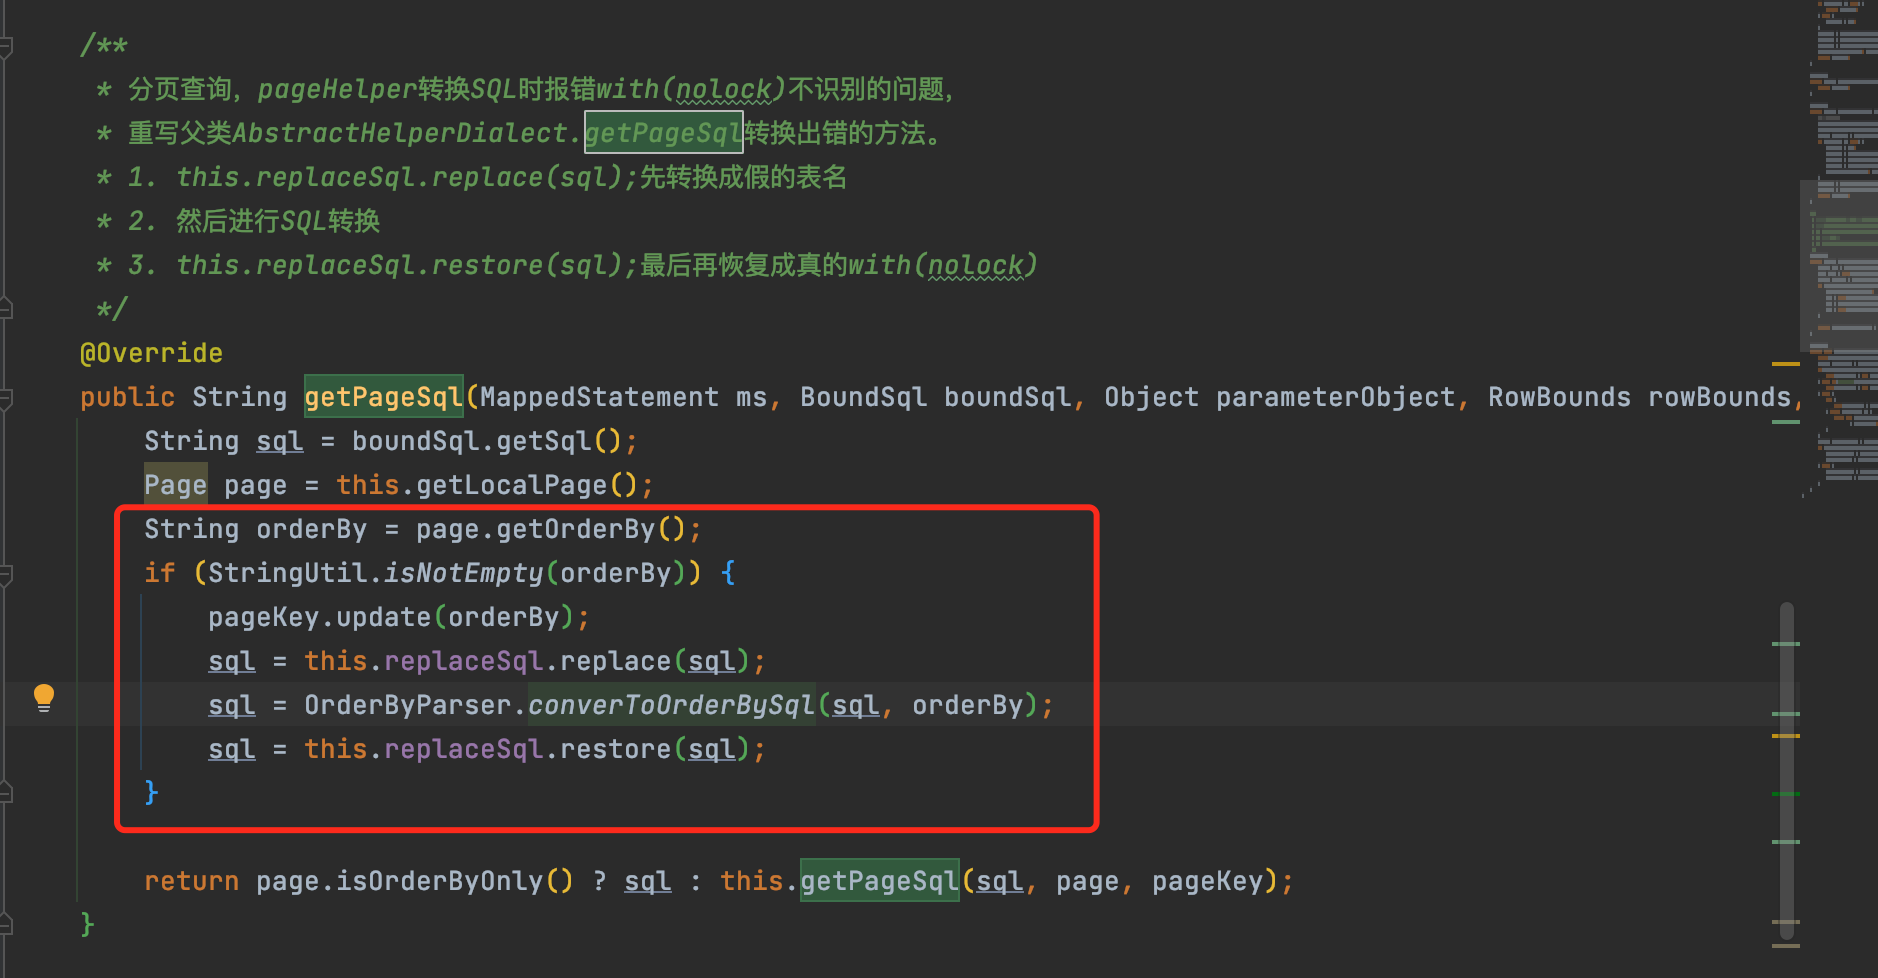 /**
 * 分页查询，pageHelper转换SQL时报错with(nolock)不识别的问题，
 * 重写父类AbstractHelperDialect.getPageSql转换出错的方法。
 * 1. this.replaceSql.replace(sql);先转换成假的表名
 * 2. 然后进行SQL转换
 * 3. this.replaceSql.restore(sql);最后再恢复成真的with(nolock)
 */
@Override
public String getPageSql(MappedStatement ms, BoundSql boundSql, Object parameterObject, RowBounds rowBounds,
    String sql = boundSql.getSql();
    Page page = this.getLocalPage();
    String orderBy = page.getOrderBy();
    if (StringUtil.isNotEmpty(orderBy)) {
        pageKey.update(orderBy);
        sql = this.replaceSql.replace(sql);
        sql = OrderByParser.converToOrderBySql(sql, orderBy);
        sql = this.replaceSql.restore(sql);
    }
    return page.isOrderByOnly() ? sql : this.getPageSql(sql, page, pageKey);
}